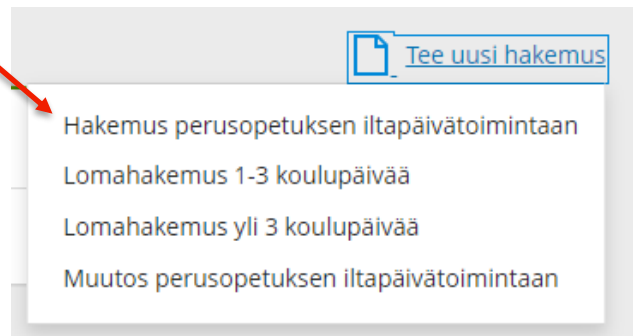 Tee uusi hakemus
Hakemus perusopetuksen iltapäivätoimintaan
Lomahakemus 1-3 koulupäivää
Lomahakemus yli 3 koulupäivää
Muutos perusopetuksen iltapäivätoimintaan